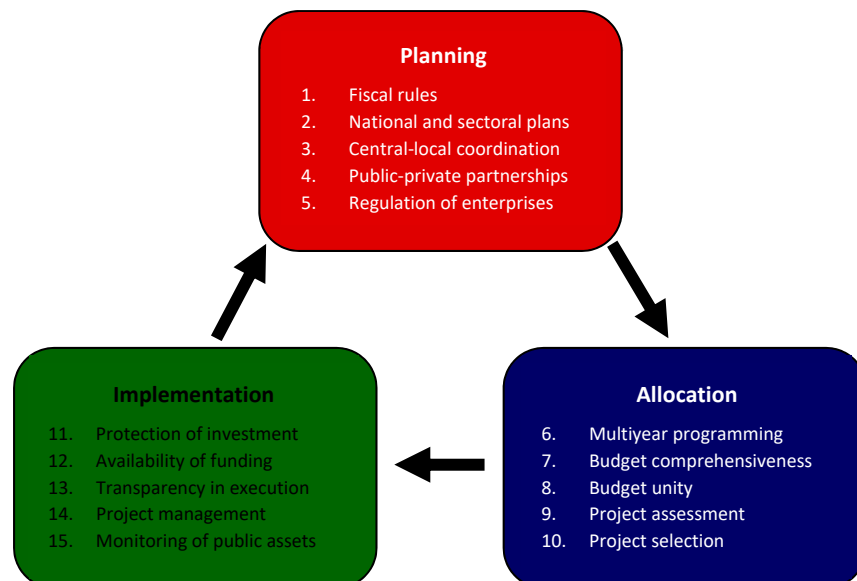 Planning
1. Fiscal rules
2. National and sectoral plans
3. Central-local coordination
4. Public-private partnerships
5. Regulation of enterprises
Implementation
11. Protection of investment
12. Availability of funding
13. Transparency in execution
14. Project management
15. Monitoring of public assets
Allocation
6. Multiyear programming
7. Budget comprehensiveness
8. Budget unity
9. Project assessment
10. Project selection